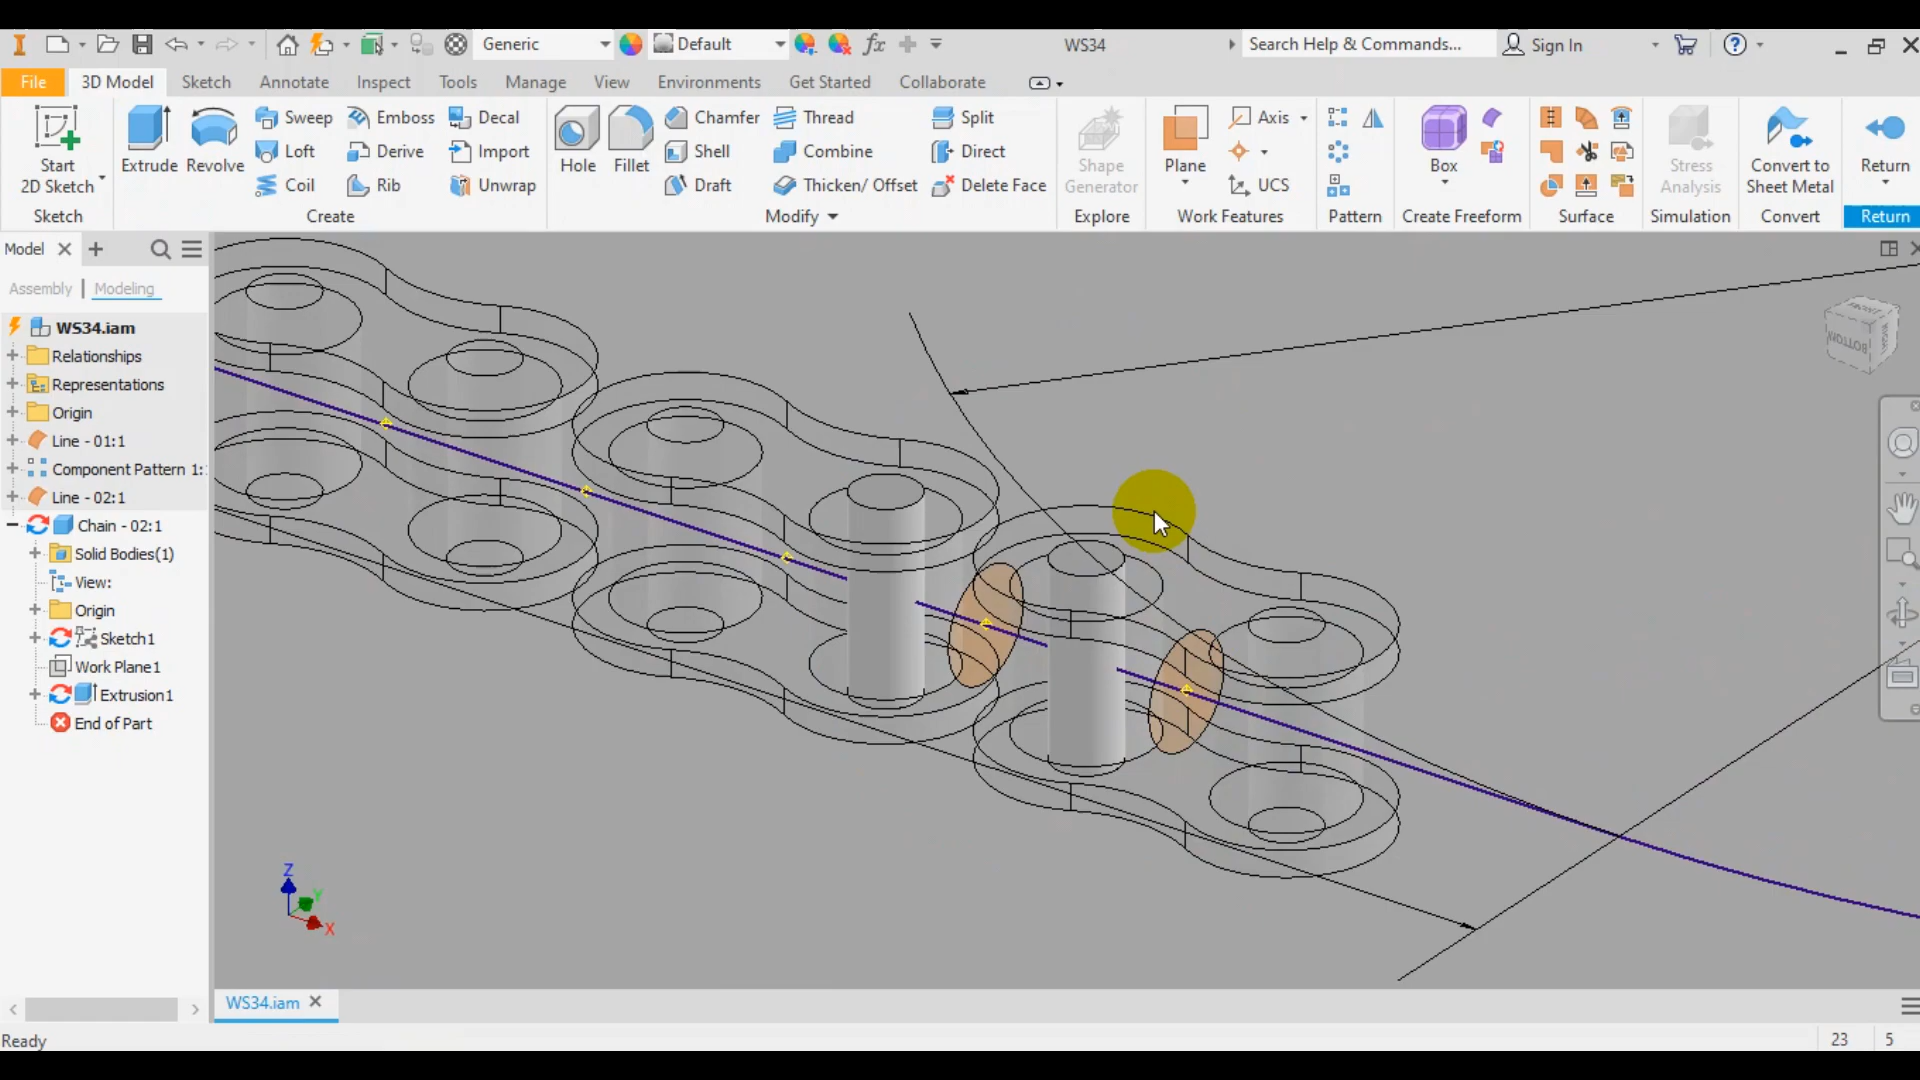 Generic
Default
WS34
Search Help & Commands...
Sign In
File
3D Model
Sketch
Annotate
Inspect
Tools
Manage
View
Environments
Get Started
Collaborate
Start
2D Sketch
Extrude
Revolve
Sweep
Emboss
Decal
Loft
Derive
Import
Coil
Rib
Unwrap
Hole
Fillet
Chamfer
Thread
Split
Shell
Combine
Direct
Draft
Thicken/ Offset
Delete Face
Shape
Generator
Plane
Axis
UCS
Box
Stress
Analysis
Convert to
Sheet Metal
Return
Sketch
Create
Modify
Explore
Work Features
Pattern
Create Freeform
Surface
Simulation
Convert
Return
Model
Assembly
Modeling
WS34.iam
Relationships
Representations
Origin
Line - 01:1
Component Pattern 1:
Line - 02:1
Chain - 02:1
Solid Bodies(1)
View:
Origin
Sketch1
Work Plane1
Extrusion1
End of Part
FRONT
BOTTOM
Z
Y
X
WS34.iam
Ready
23
5